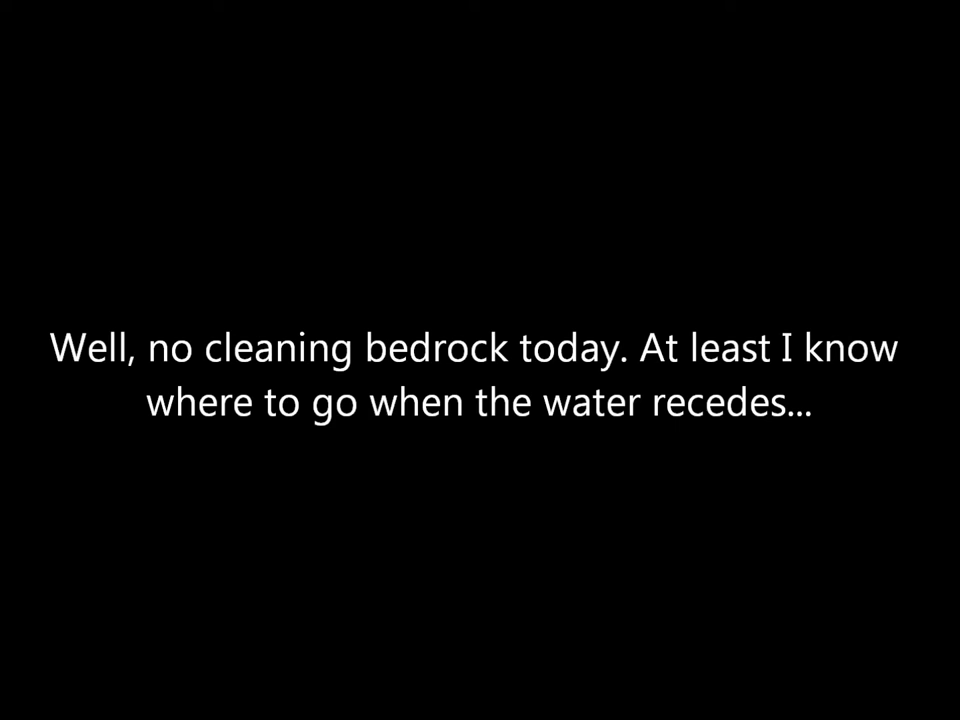 Well, no cleaning bedrock today. At least I know
where to go when the water recedes...